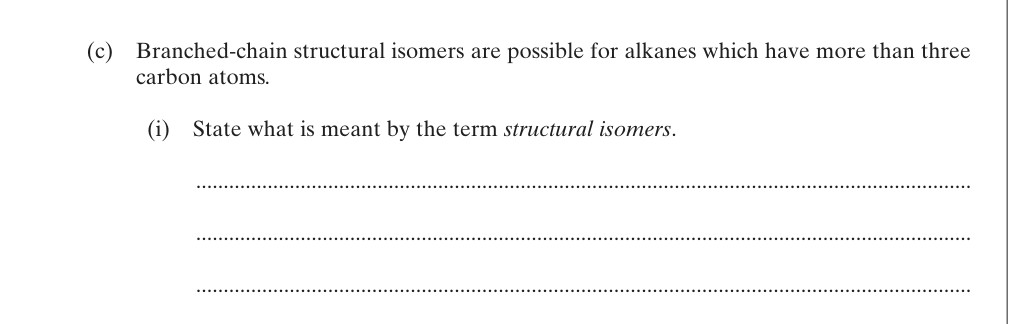 (c) Branched-chain structural isomers are possible for alkanes which have more than three
carbon atoms.
(i) State what is meant by the term structural isomers.